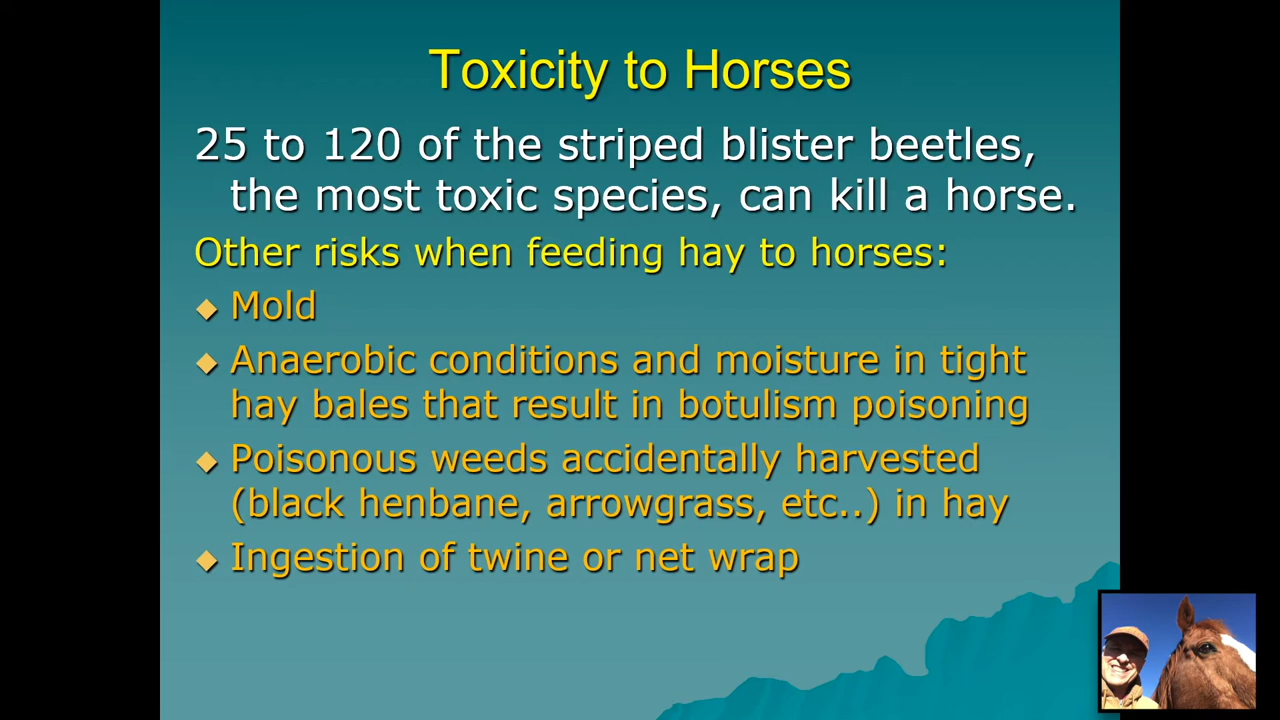 Toxicity to Horses
25 to 120 of the striped blister beetles,
the most toxic species, can kill a horse.
Other risks when feeding hay to horses:
Mold
Anaerobic conditions and moisture in tight
hay bales that result in botulism poisoning
Poisonous weeds accidentally harvested
(black henbane, arrowgrass, etc..) in hay
Ingestion of twine or net wrap